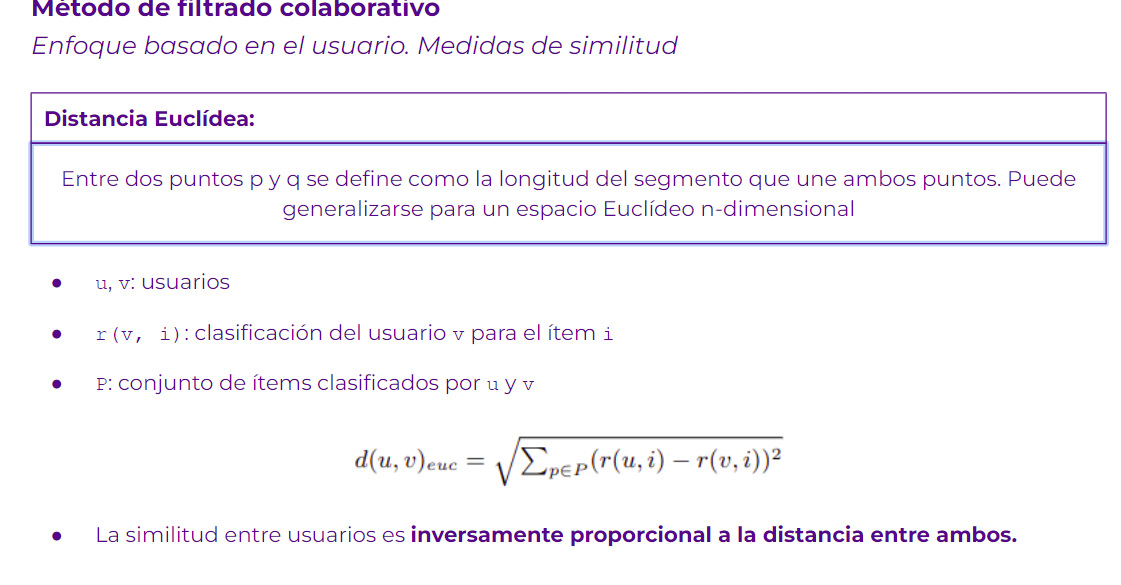 Método de filtrado colaborativo
Enfoque basado en el usuario. Medidas de similitud
Distancia Euclídea:
Entre dos puntos p y q se define como la longitud del segmento que une ambos puntos. Puede
generalizarse para un espacio Euclídeo n-dimensional
● u, v: usuarios
● r(v, i): clasificación del usuario v para el ítem i
● P: conjunto de ítems clasificados por u y v
d(u, v)euc = √∑p∈P(r(u, i) − r(v, i))²
● La similitud entre usuarios es inversamente proporcional a la distancia entre ambos.